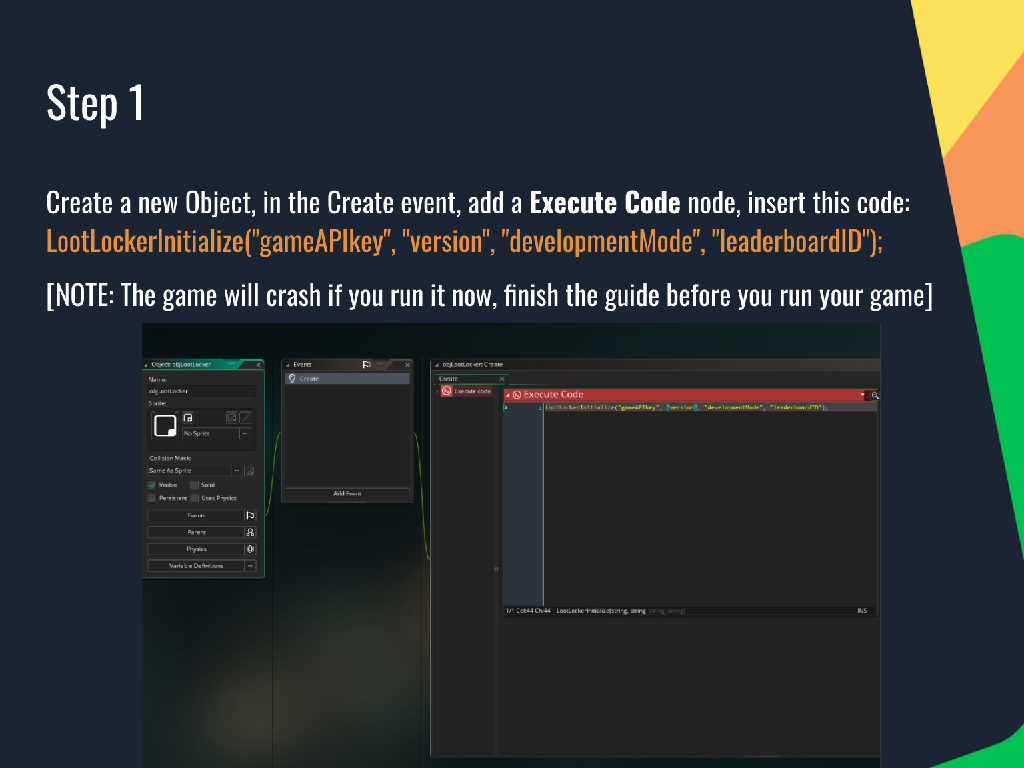 Step 1
Create a new Object, in the Create event, add a Execute Code node, insert this code:
LootLockerInitialize("gameAPIkey", "version", "developmentMode", "leaderboardID");
[NOTE: The game will crash if you run it now, finish the guide before you run your game]
Object: objLootLocker
Name:
objLootLocker
Sprite:
No Sprite
Collision Mask:
Same As Sprite
Visible
Solid
Persistent
Uses Physics
Events
Parent
Physics
Variable Definitions
Events
Create
Add Event
objLootLocker: Create
Create
Execute code
Execute Code
1 LootLockerInitialize("gameAPIkey", "version", "developmentMode", "leaderboardID");
1/1 Col:44 Ch:44 LootLockerInitialize(string, string, string, string)
INS